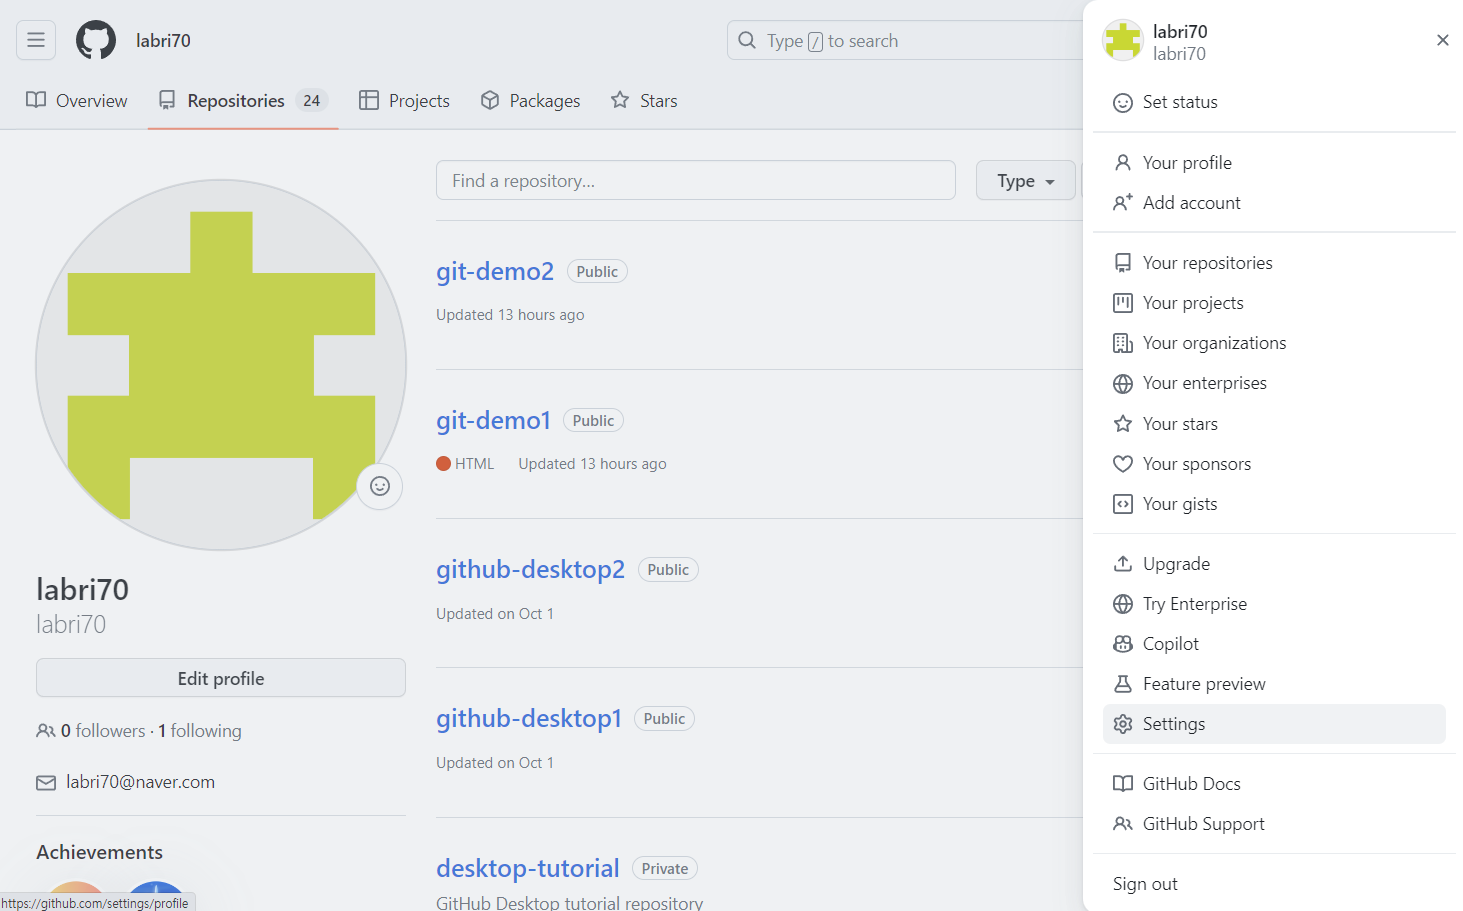 labri70
Type / to search
Overview
Repositories 24
Projects
Packages
Stars
labri70
labri70
Edit profile
0 followers · 1 following
labri70@naver.com
Achievements
https://github.com/settings/profile
Find a repository...
Type
git-demo2 Public
Updated 13 hours ago
git-demo1 Public
HTML Updated 13 hours ago
github-desktop2 Public
Updated on Oct 1
github-desktop1 Public
Updated on Oct 1
desktop-tutorial Private
GitHub Desktop tutorial repository
labri70
labri70
Set status
Your profile
Add account
Your repositories
Your projects
Your organizations
Your enterprises
Your stars
Your sponsors
Your gists
Upgrade
Try Enterprise
Copilot
Feature preview
Settings
GitHub Docs
GitHub Support
Sign out